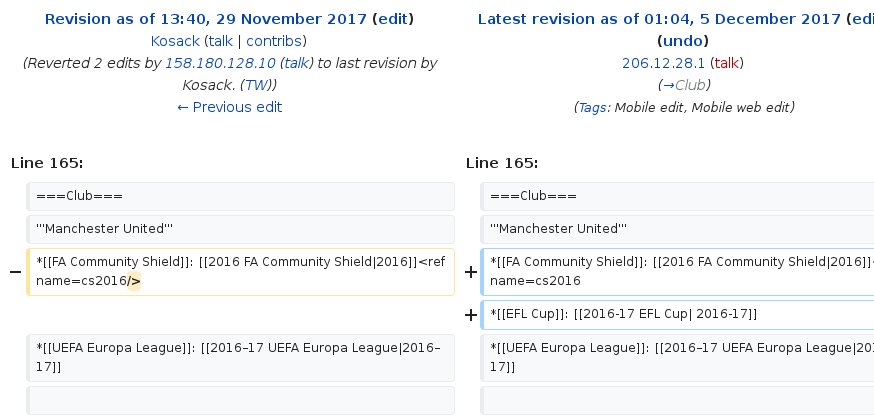 Revision as of 13:40, 29 November 2017 (edit)
Kosack (talk | contribs)
(Reverted 2 edits by 158.180.128.10 (talk) to last revision by
Kosack. (TW))
← Previous edit
Latest revision as of 01:04, 5 December 2017 (edi
(undo)
206.12.28.1 (talk)
(→Club)
(Tags: Mobile edit, Mobile web edit)
Line 165:
Line 165:
===Club===
===Club===
'''Manchester United'''
'''Manchester United'''
− *[[FA Community Shield]]: [[2016 FA Community Shield|2016]]<ref
name=cs2016/>
+ *[[FA Community Shield]]: [[2016 FA Community Shield|2016]]<
name=cs2016
+ *[[EFL Cup]]: [[2016-17 EFL Cup| 2016-17]]
*[[UEFA Europa League]]: [[2016–17 UEFA Europa League|2016–
17]]
*[[UEFA Europa League]]: [[2016–17 UEFA Europa League|201
17]]